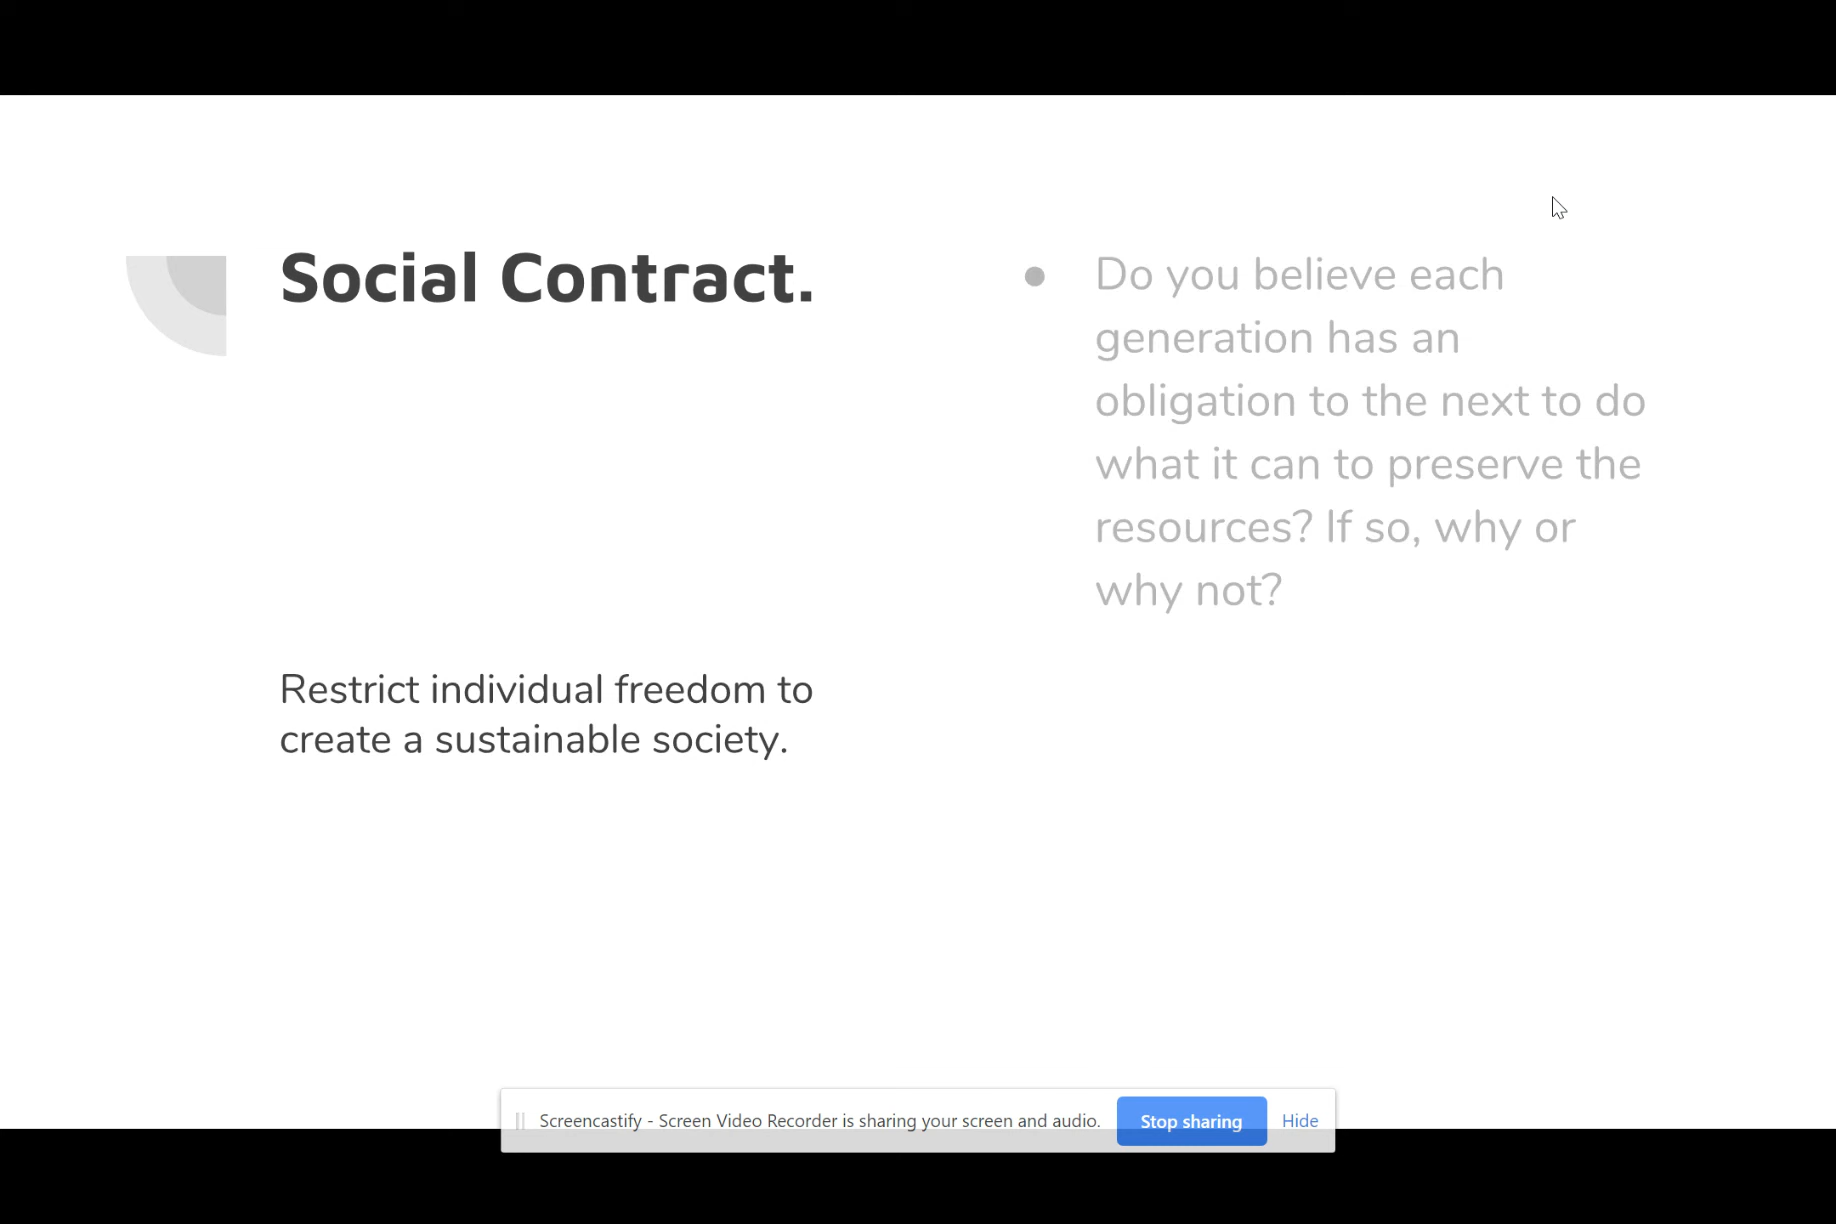 Social Contract.
Restrict individual freedom to
create a sustainable society.
● Do you believe each
generation has an
obligation to the next to do
what it can to preserve the
resources? If so, why or
why not?
Screencastify - Screen Video Recorder is sharing your screen and audio. Stop sharing Hide